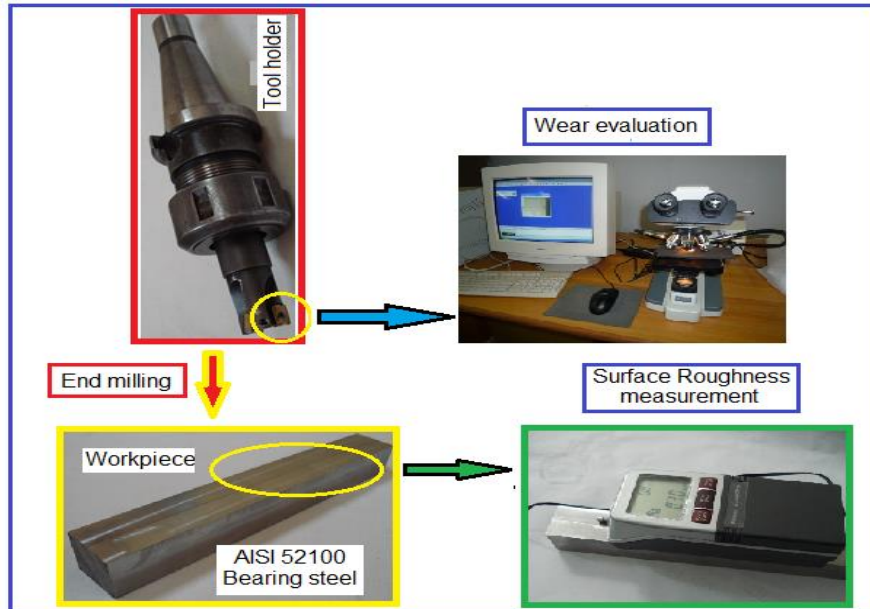 Tool holder
Wear evaluation
End milling
Surface Roughness
measurement
Workpiece
AISI 52100
Bearing steel